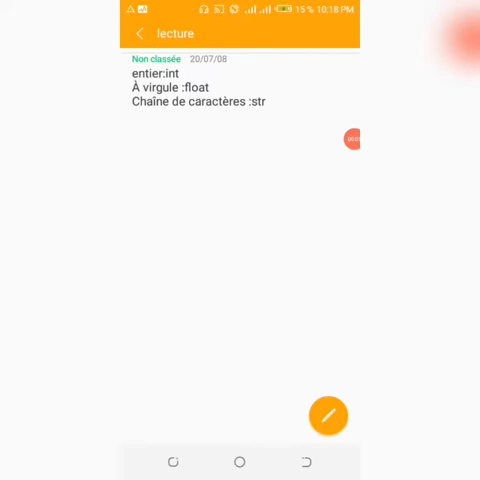 15 % 10:18 PM
lecture
Non classée 20/07/08
entier:int
À virgule :float
Chaîne de caractères :str